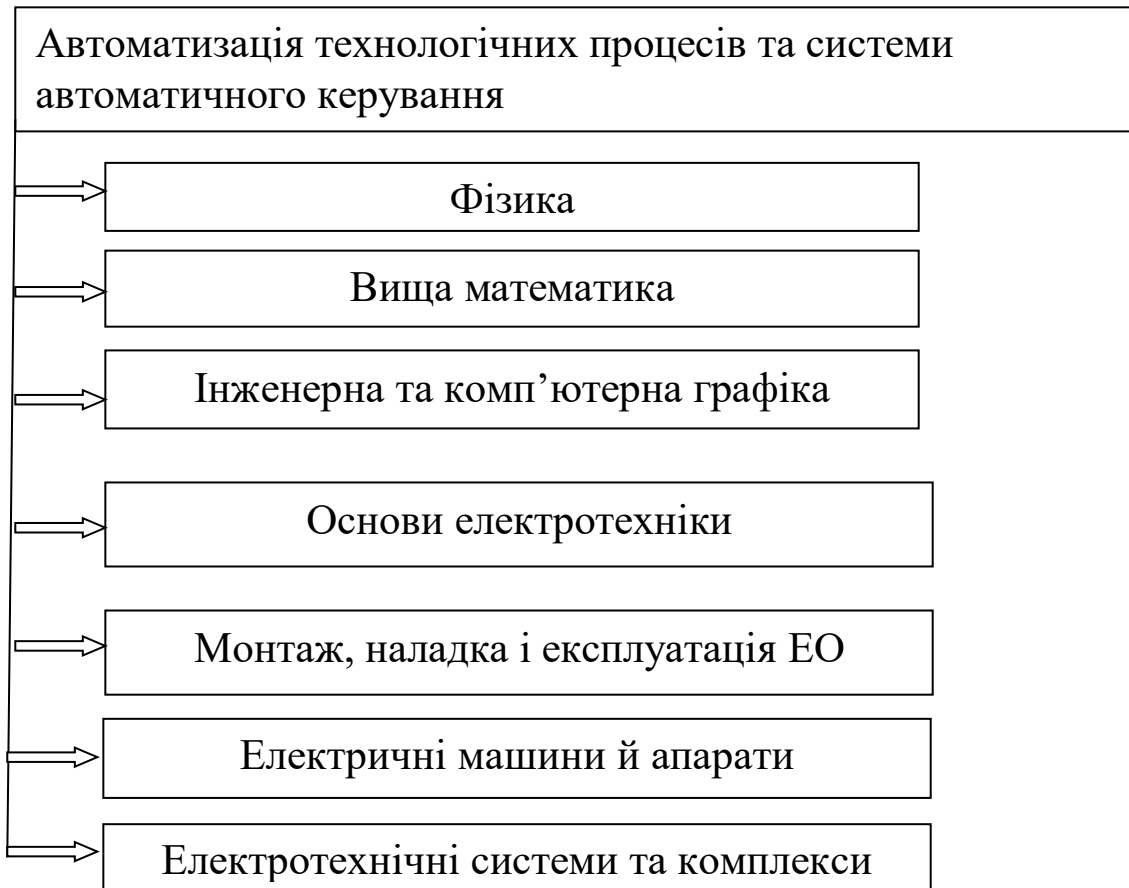 Автоматизація технологічних процесів та системи
автоматичного керування
Фізика
Вища математика
Інженерна та комп’ютерна графіка
Основи електротехніки
Монтаж, наладка і експлуатація ЕО
Електричні машини й апарати
Електротехнічні системи та комплекси